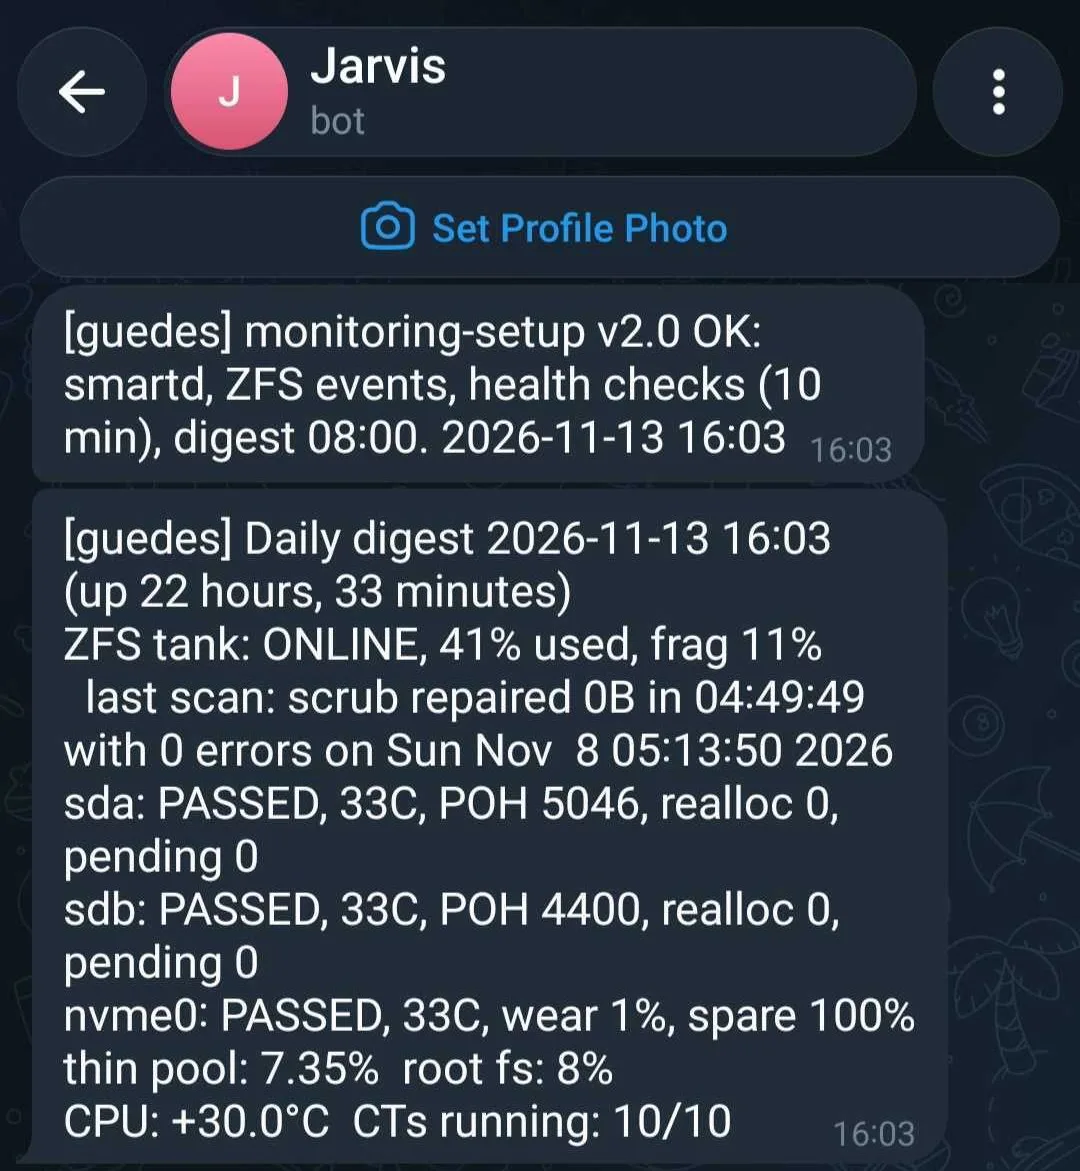 J
Jarvis
bot
Set Profile Photo
[guedes] monitoring-setup v2.0 OK:
smartd, ZFS events, health checks (10
min), digest 08:00. 2026-11-13 16:03 16:03
[guedes] Daily digest 2026-11-13 16:03
(up 22 hours, 33 minutes)
ZFS tank: ONLINE, 41% used, frag 11%
last scan: scrub repaired 0B in 04:49:49
with 0 errors on Sun Nov  8 05:13:50 2026
sda: PASSED, 33C, POH 5046, realloc 0,
pending 0
sdb: PASSED, 33C, POH 4400, realloc 0,
pending 0
nvme0: PASSED, 33C, wear 1%, spare 100%
thin pool: 7.35%  root fs: 8%
CPU: +30.0°C  CTs running: 10/10 16:03